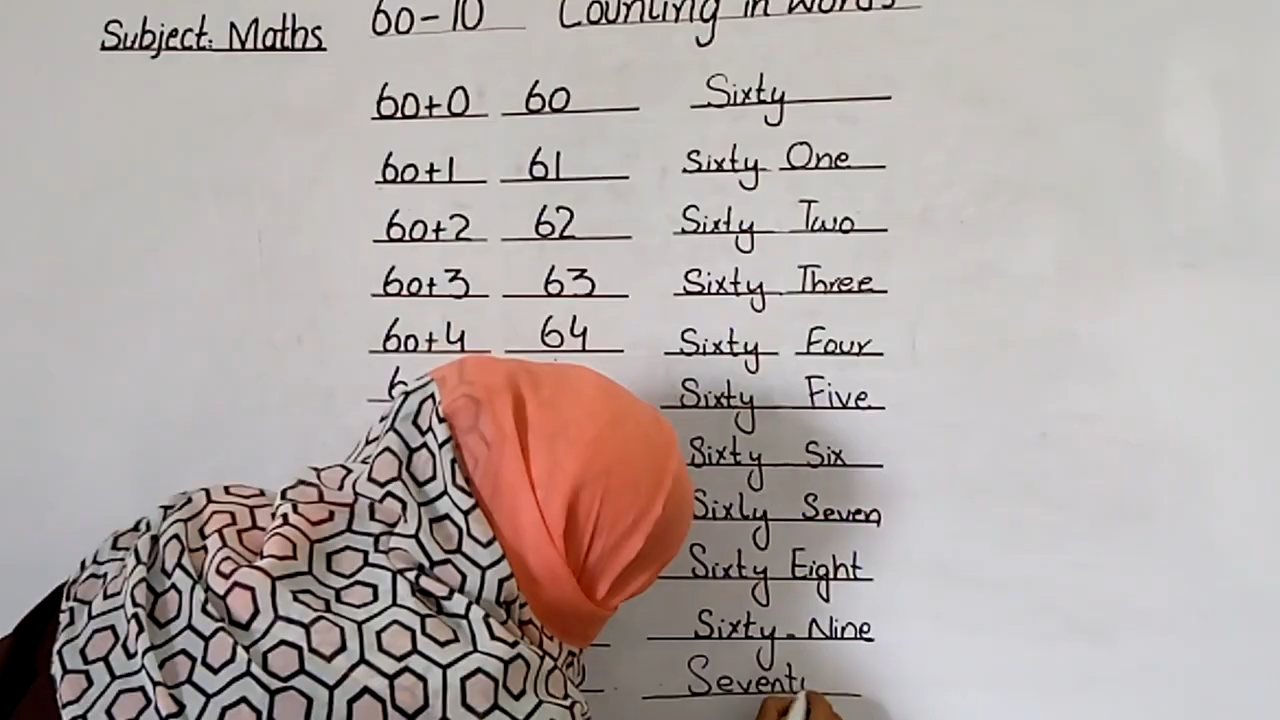 Subject: Maths 60-10 Counting in words
60+0 60 Sixty
60+1 61 Sixty One
60+2 62 Sixty Two
60+3 63 Sixty Three
60+4 64 Sixty Four
6 Sixty Five
Sixty Six
Sixty Seven
Sixty Eight
Sixty Nine
Sevent